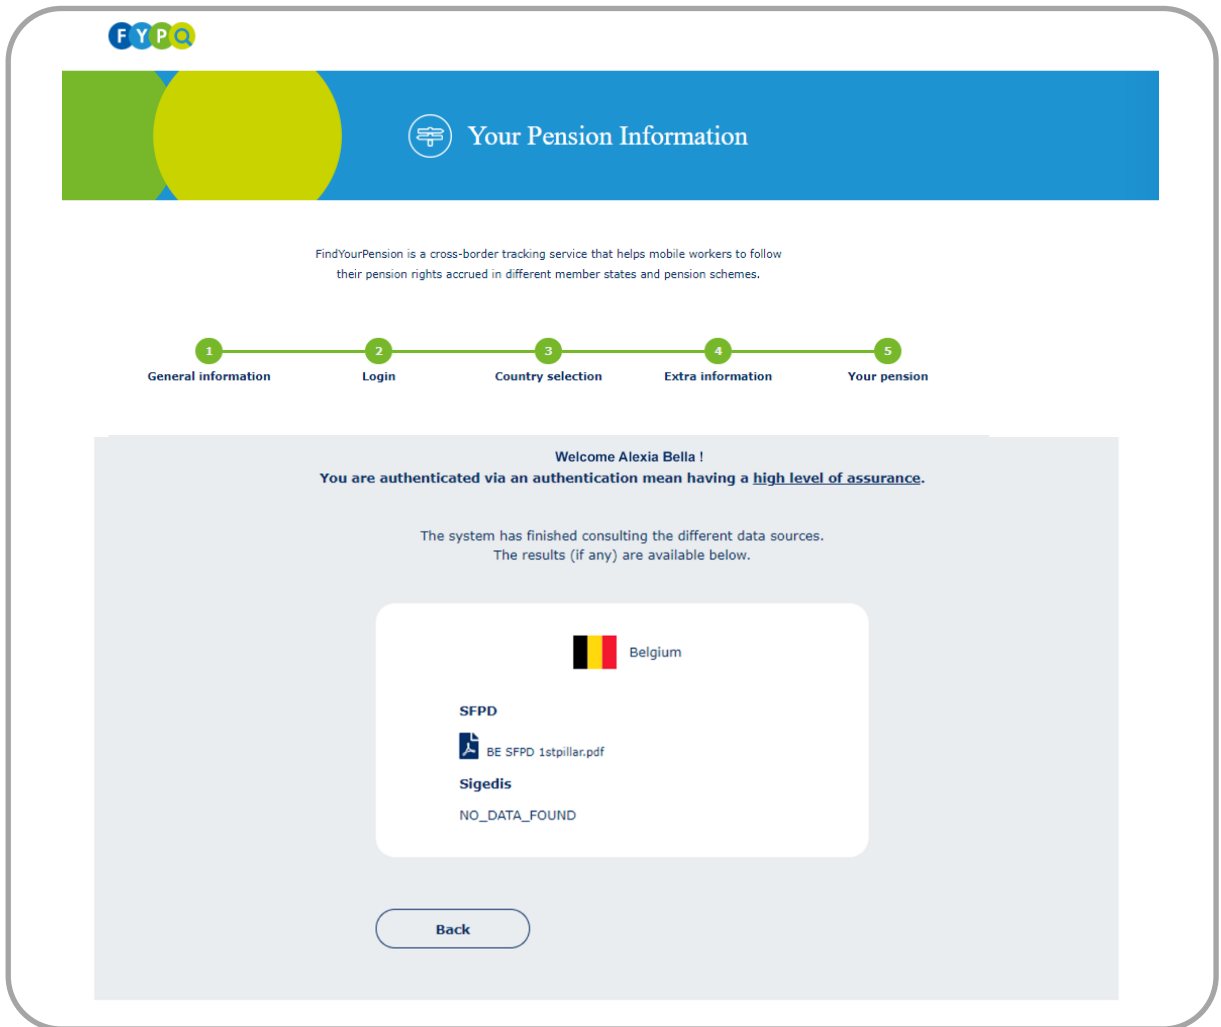 FYP
Your Pension Information
FindYourPension is a cross-border tracking service that helps mobile workers to follow
their pension rights accrued in different member states and pension schemes.
1 2 3 4 5
General information Login Country selection Extra information Your pension
Welcome Alexia Bella !
You are authenticated via an authentication mean having a high level of assurance.
The system has finished consulting the different data sources.
The results (if any) are available below.
Belgium
SFPD
BE SFPD 1stpillar.pdf
Sigedis
NO_DATA_FOUND
Back